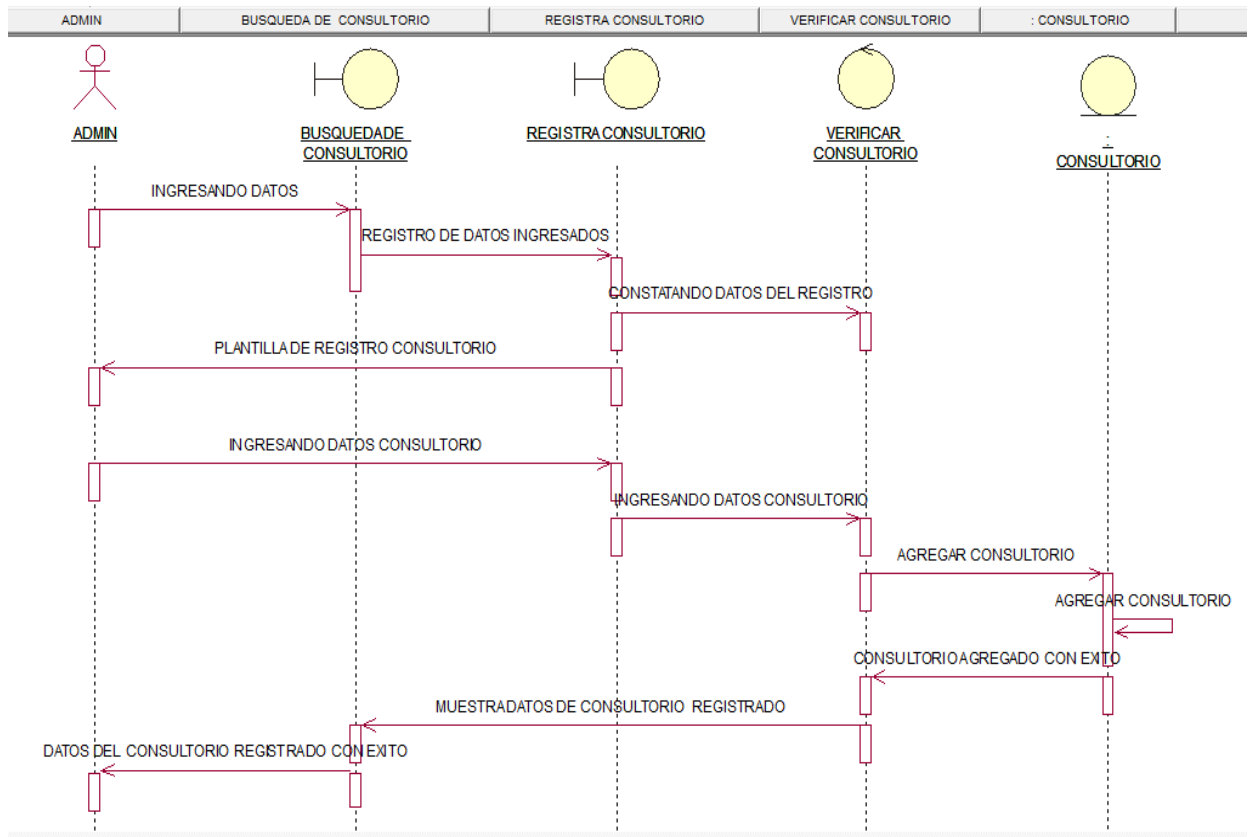 ADMIN
BUSQUEDA DE CONSULTORIO
REGISTRA CONSULTORIO
VERIFICAR CONSULTORIO
: CONSULTORIO
ADMIN
BUSQUEDADE
CONSULTORIO
REGISTRA CONSULTORIO
VERIFICAR
CONSULTORIO
:
CONSULTORIO
INGRESANDO DATOS
REGISTRO DE DATOS INGRESADOS
CONSTATANDO DATOS DEL REGISTRO
PLANTILLA DE REGISTRO CONSULTORIO
INGRESANDO DATOS CONSULTORIO
INGRESANDO DATOS CONSULTORIO
AGREGAR CONSULTORIO
AGREGAR CONSULTORIO
CONSULTORIO AGREGADO CON EXITO
MUESTRA DATOS DE CONSULTORIO REGISTRADO
DATOS DEL CONSULTORIO REGISTRADO CON EXITO